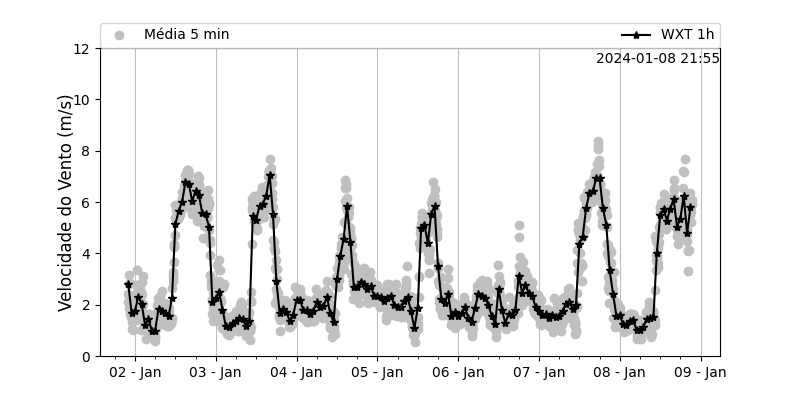 Média 5 min
WXT 1h
2024-01-08 21:55
Velocidade do Vento (m/s)
12
10
8
6
4
2
0
02 - Jan
03 - Jan
04 - Jan
05 - Jan
06 - Jan
07 - Jan
08 - Jan
09 - Jan